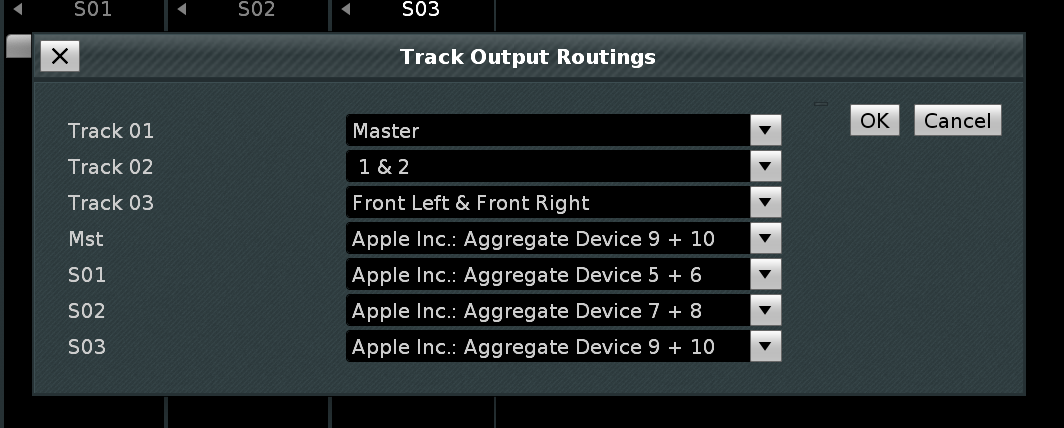 S01 S02 S03
Track Output Routings
OK Cancel
Track 01 Master
Track 02 1 & 2
Track 03 Front Left & Front Right
Mst Apple Inc.: Aggregate Device 9 + 10
S01 Apple Inc.: Aggregate Device 5 + 6
S02 Apple Inc.: Aggregate Device 7 + 8
S03 Apple Inc.: Aggregate Device 9 + 10